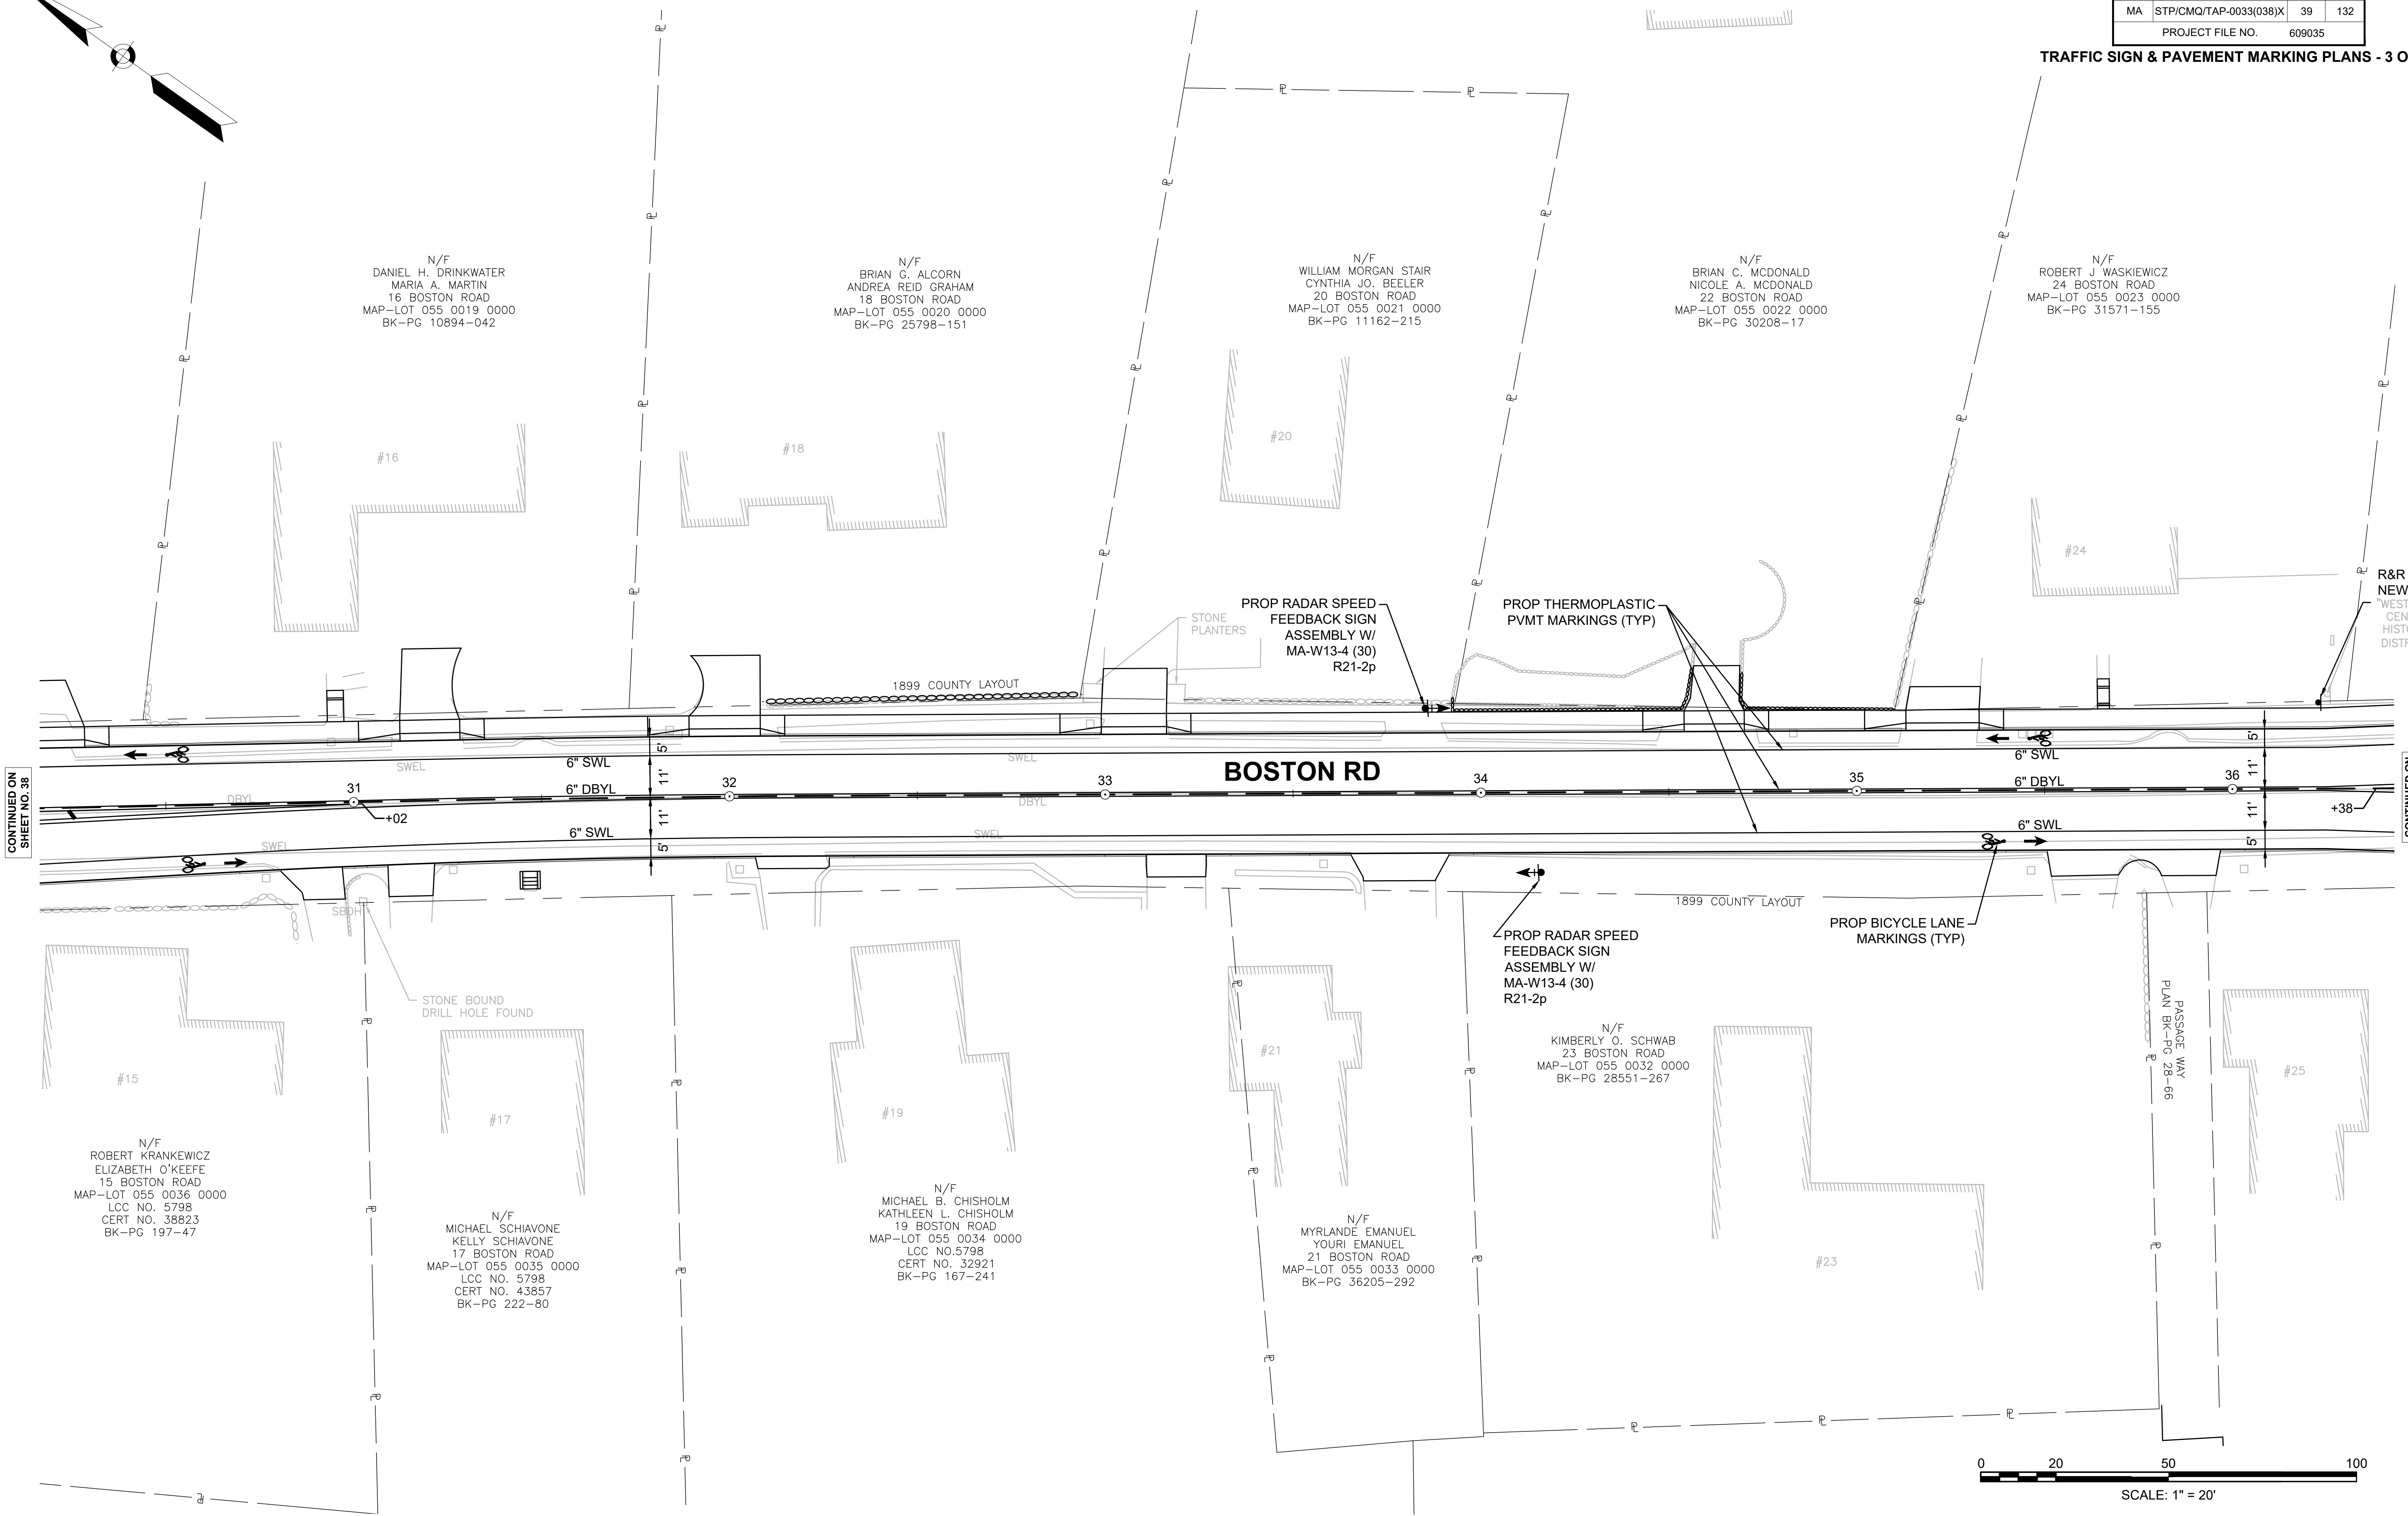 MA STP/CMQ/TAP-0033(038)X 39 132
PROJECT FILE NO. 609035
TRAFFIC SIGN & PAVEMENT MARKING PLANS - 3 O
N/F
DANIEL H. DRINKWATER
MARIA A. MARTIN
16 BOSTON ROAD
MAP-LOT 055 0019 0000
BK-PG 10894-042
N/F
BRIAN G. ALCORN
ANDREA REID GRAHAM
18 BOSTON ROAD
MAP-LOT 055 0020 0000
BK-PG 25798-151
N/F
WILLIAM MORGAN STAIR
CYNTHIA JO. BEELER
20 BOSTON ROAD
MAP-LOT 055 0021 0000
BK-PG 11162-215
N/F
BRIAN C. MCDONALD
NICOLE A. MCDONALD
22 BOSTON ROAD
MAP-LOT 055 0022 0000
BK-PG 30208-17
N/F
ROBERT J WASKIEWICZ
24 BOSTON ROAD
MAP-LOT 055 0023 0000
BK-PG 31571-155
#16
#18
#20
#24
R&R
NEW
"WEST
CEN
HIST
DISTR
STONE
PLANTERS
PROP RADAR SPEED
FEEDBACK SIGN
ASSEMBLY W/
MA-W13-4 (30)
R21-2p
PROP THERMOPLASTIC
PVMT MARKINGS (TYP)
1899 COUNTY LAYOUT
CONTINUED ON
SHEET NO. 38
SWEL
6" SWL
5'
11'
SWEL
BOSTON RD
6" SWL
5'
11'
DBYL
31
+02
6" DBYL
32
33
DBYL
34
35
6" DBYL
36
+38
SWEL
6" SWL
11'
5'
SWEL
6" SWL
11'
5'
CONTINUED ON
SBDH
STONE BOUND
DRILL HOLE FOUND
1899 COUNTY LAYOUT
PROP RADAR SPEED
FEEDBACK SIGN
ASSEMBLY W/
MA-W13-4 (30)
R21-2p
PROP BICYCLE LANE
MARKINGS (TYP)
PASSAGE WAY
PLAN BK-PG 28-66
#15
#17
#19
#21
#23
#25
N/F
ROBERT KRANKEWICZ
ELIZABETH O'KEEFE
15 BOSTON ROAD
MAP-LOT 055 0036 0000
LCC NO. 5798
CERT NO. 38823
BK-PG 197-47
N/F
MICHAEL SCHIAVONE
KELLY SCHIAVONE
17 BOSTON ROAD
MAP-LOT 055 0035 0000
LCC NO. 5798
CERT NO. 43857
BK-PG 222-80
N/F
MICHAEL B. CHISHOLM
KATHLEEN L. CHISHOLM
19 BOSTON ROAD
MAP-LOT 055 0034 0000
LCC NO.5798
CERT NO. 32921
BK-PG 167-241
N/F
MYRLANDE EMANUEL
YOURI EMANUEL
21 BOSTON ROAD
MAP-LOT 055 0033 0000
BK-PG 36205-292
N/F
KIMBERLY O. SCHWAB
23 BOSTON ROAD
MAP-LOT 055 0032 0000
BK-PG 28551-267
0 20 50 100
SCALE: 1" = 20'